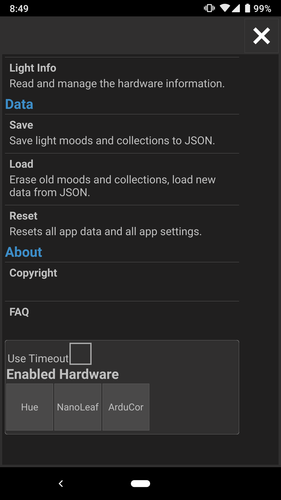 8:49
99%
Light Info
Read and manage the hardware information.
Data
Save
Save light moods and collections to JSON.
Load
Erase old moods and collections, load new
data from JSON.
Reset
Resets all app data and all app settings.
About
Copyright
FAQ
Use Timeout
Enabled Hardware
Hue
NanoLeaf
ArduCor